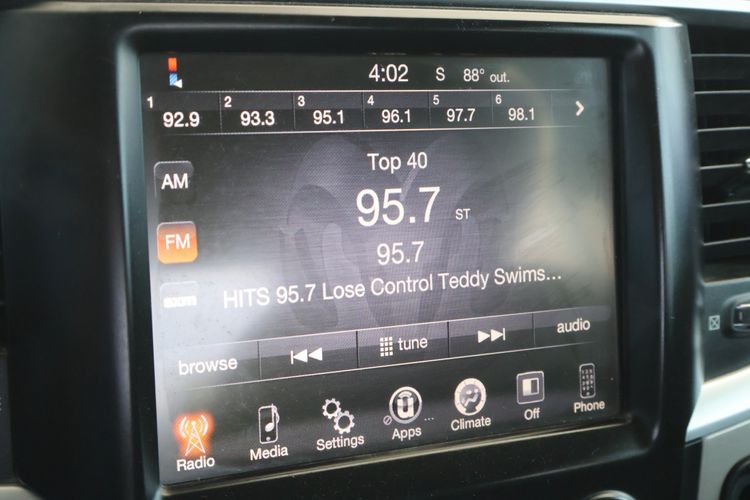 4:02 S 88° out.
1 2 3 4 5 6
92.9 93.3 95.1 96.1 97.7 98.1
Top 40
AM
95.7 ST
FM
95.7
HITS 95.7 Lose Control Teddy Swims...
browse tune audio
Radio Media Settings Apps Climate Off Phone